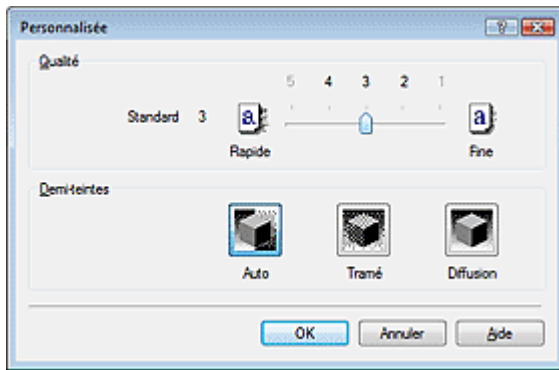 Personnalisée
Qualité
5 4 3 2 1
Standard 3
Rapide Fine
Demi-teintes
Auto Tramé Diffusion
OK Annuler Aide